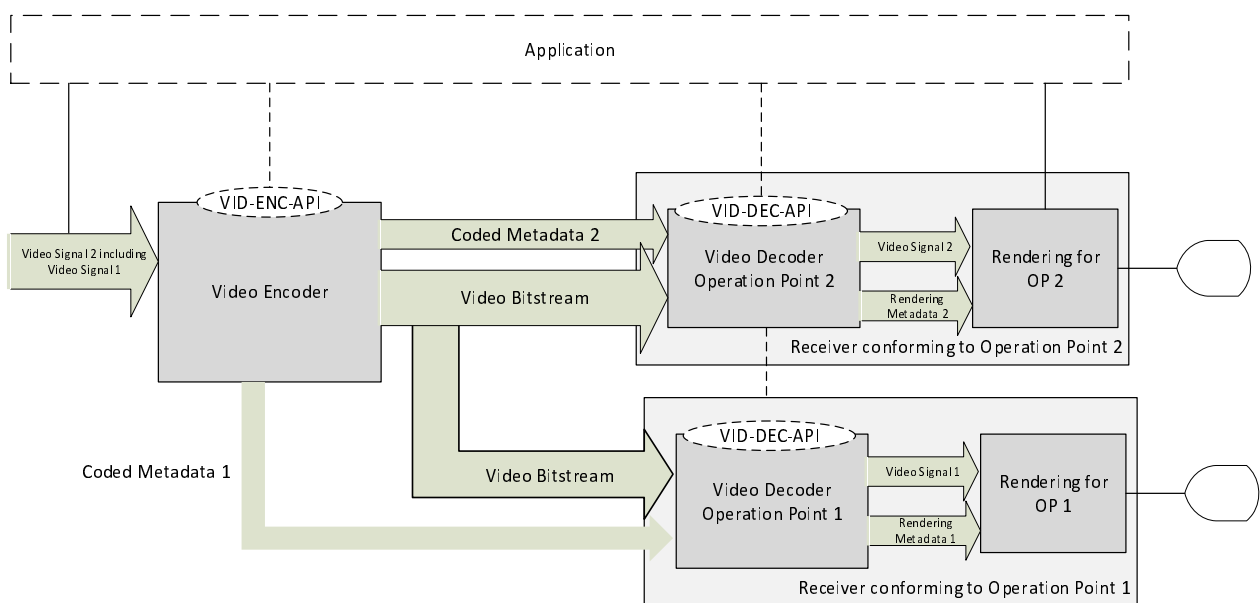 Application
VID-ENC-API
VID-DEC-API
Video Signal 2 including
Video Signal 1
Video Encoder
Coded Metadata 2
Video Bitstream
Video Decoder
Operation Point 2
Video Signal 2
Rendering
Metadata 2
Rendering for
OP 2
Receiver conforming to Operation Point 2
Coded Metadata 1
Video Bitstream
VID-DEC-API
Video Decoder
Operation Point 1
Video Signal 1
Rendering
Metadata 1
Rendering for
OP 1
Receiver conforming to Operation Point 1